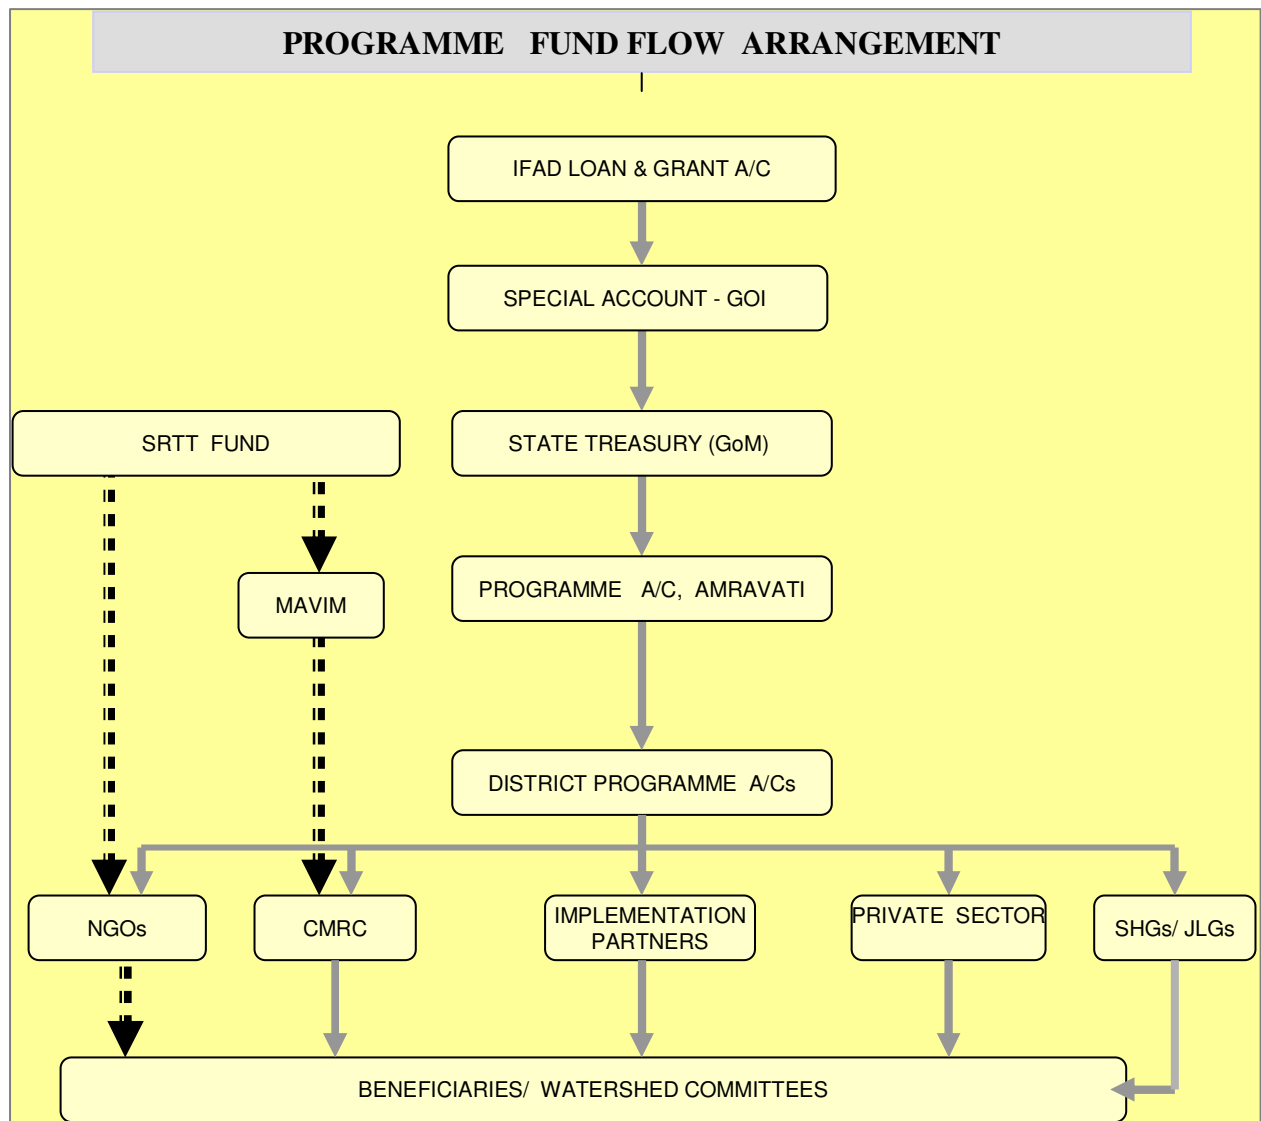 PROGRAMME FUND FLOW ARRANGEMENT
IFAD LOAN & GRANT A/C
SPECIAL ACCOUNT - GOI
SRTT FUND
STATE TREASURY (GoM)
PROGRAMME A/C, AMRAVATI
MAVIM
DISTRICT PROGRAMME A/Cs
NGOs
CMRC
IMPLEMENTATION
PARTNERS
PRIVATE SECTOR
SHGs/ JLGs
BENEFICIARIES/ WATERSHED COMMITTEES